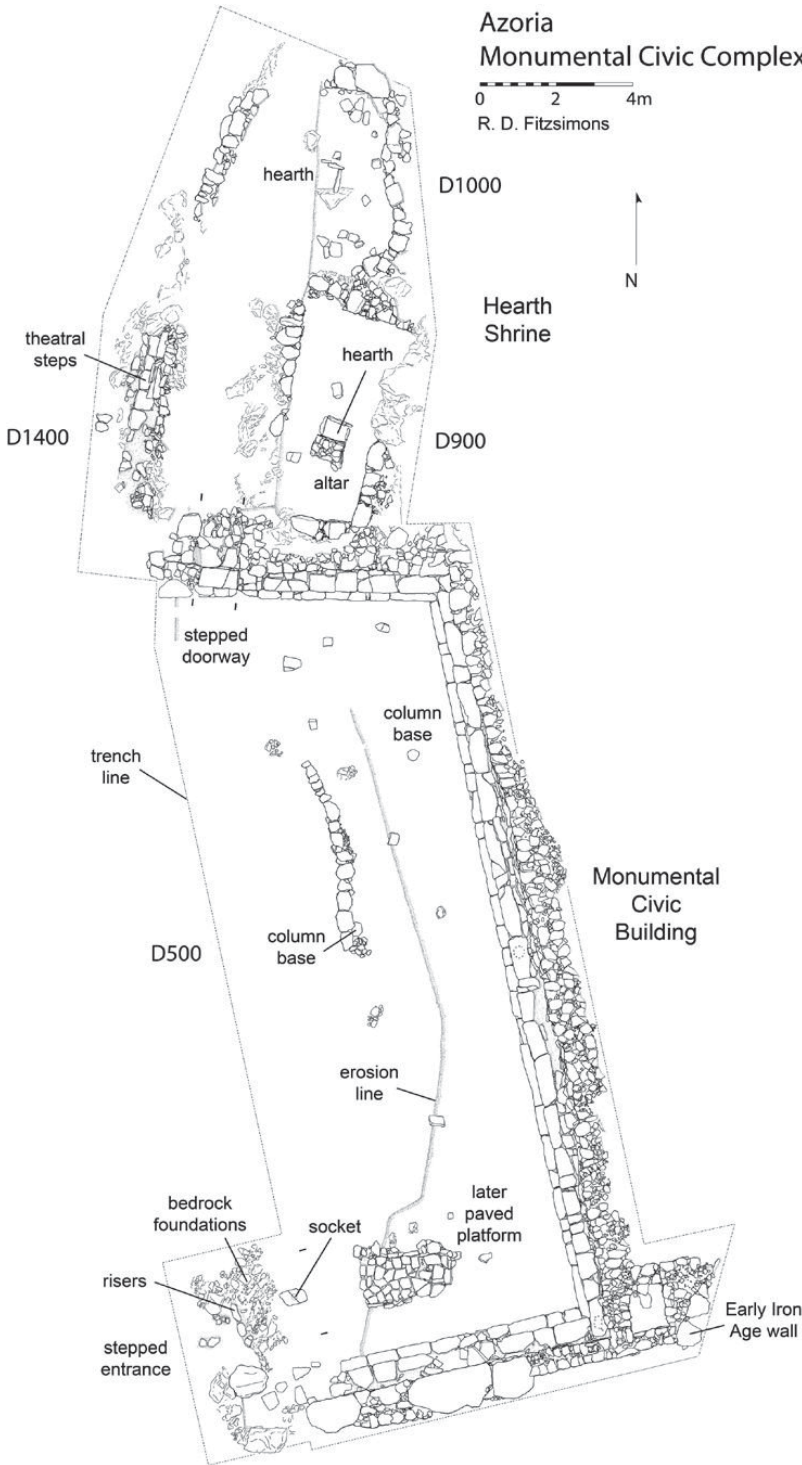 Azoria
Monumental Civic Complex
0 2 4m
R. D. Fitzsimons
hearth
D1000
N
Hearth
Shrine
theatral
steps
hearth
D1400
D900
altar
stepped
doorway
column
base
trench
line
Monumental
Civic
Building
column
base
D500
erosion
line
bedrock
foundations
socket
later
paved
platform
risers
stepped
entrance
Early Iron
Age wall